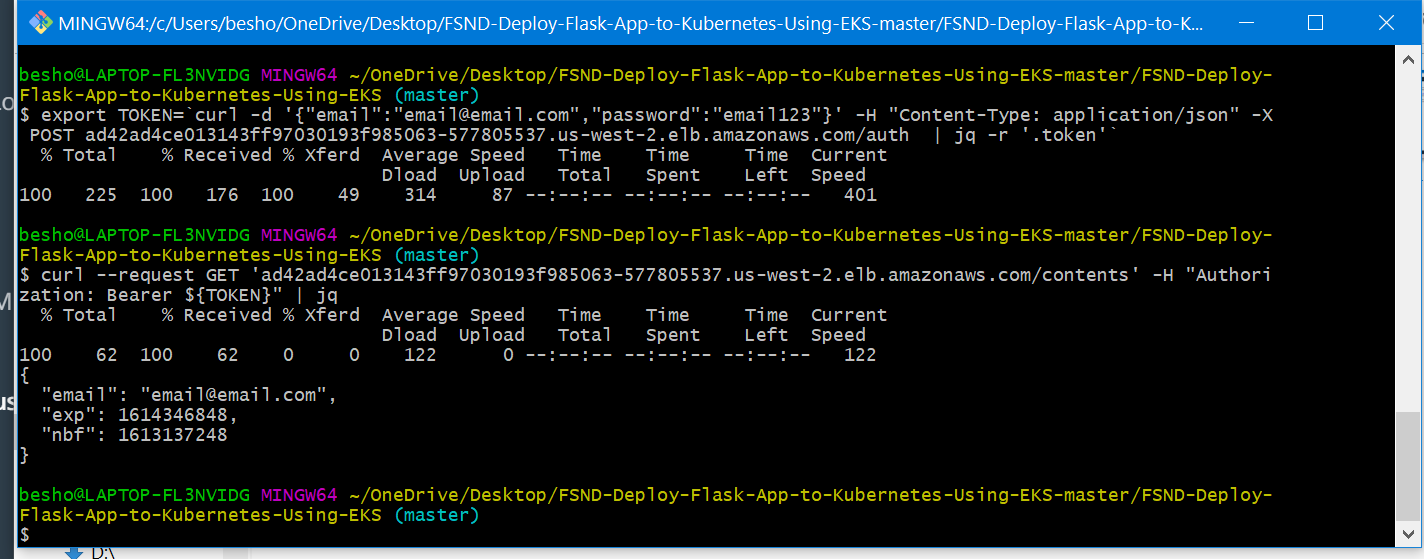 MINGW64:/c/Users/besho/OneDrive/Desktop/FSND-Deploy-Flask-App-to-Kubernetes-Using-EKS-master/FSND-Deploy-Flask-App-to-K...
besho@LAPTOP-FL3NVIDG MINGW64 ~/OneDrive/Desktop/FSND-Deploy-Flask-App-to-Kubernetes-Using-EKS-master/FSND-Deploy-
Flask-App-to-Kubernetes-Using-EKS (master)
$ export TOKEN=`curl -d '{"email":"email@email.com","password":"email123"}' -H "Content-Type: application/json" -X
 POST ad42ad4ce013143ff97030193f985063-577805537.us-west-2.elb.amazonaws.com/auth  | jq -r '.token'`
  % Total    % Received % Xferd  Average Speed   Time    Time     Time  Current
                                 Dload  Upload   Total   Spent    Left  Speed
100   225  100   176  100    49    314     87 --:--:-- --:--:-- --:--:--   401
besho@LAPTOP-FL3NVIDG MINGW64 ~/OneDrive/Desktop/FSND-Deploy-Flask-App-to-Kubernetes-Using-EKS-master/FSND-Deploy-
Flask-App-to-Kubernetes-Using-EKS (master)
$ curl --request GET 'ad42ad4ce013143ff97030193f985063-577805537.us-west-2.elb.amazonaws.com/contents' -H "Authori
zation: Bearer ${TOKEN}" | jq
  % Total    % Received % Xferd  Average Speed   Time    Time     Time  Current
                                 Dload  Upload   Total   Spent    Left  Speed
100    62  100    62    0     0    122      0 --:--:-- --:--:-- --:--:--   122
{
  "email": "email@email.com",
  "exp": 1614346848,
  "nbf": 1613137248
}
besho@LAPTOP-FL3NVIDG MINGW64 ~/OneDrive/Desktop/FSND-Deploy-Flask-App-to-Kubernetes-Using-EKS-master/FSND-Deploy-
Flask-App-to-Kubernetes-Using-EKS (master)
$
D:\